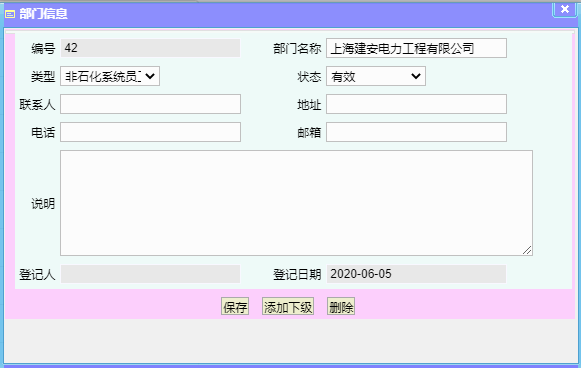 部门信息
编号 42 部门名称 上海建安电力工程有限公司
类型 非石化系统员 状态 有效
联系人 地址
电话 邮箱
说明
登记人 登记日期 2020-06-05
保存 添加下级 删除